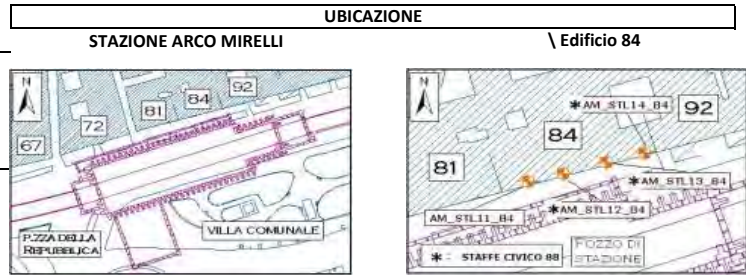 UBICAZIONE
STAZIONE ARCO MIRELLI
\ Edificio 84
N
67
72
81
84
92
P.ZZA DELLA
REPUBBLICA
VILLA COMUNALE
N
*AM_STL14_84
92
84
81
*AM_STL13_84
*AM_STL12_84
AM_STL11_84
* : STAFFE CIVICO 88
POZZO DI
STAZIONE